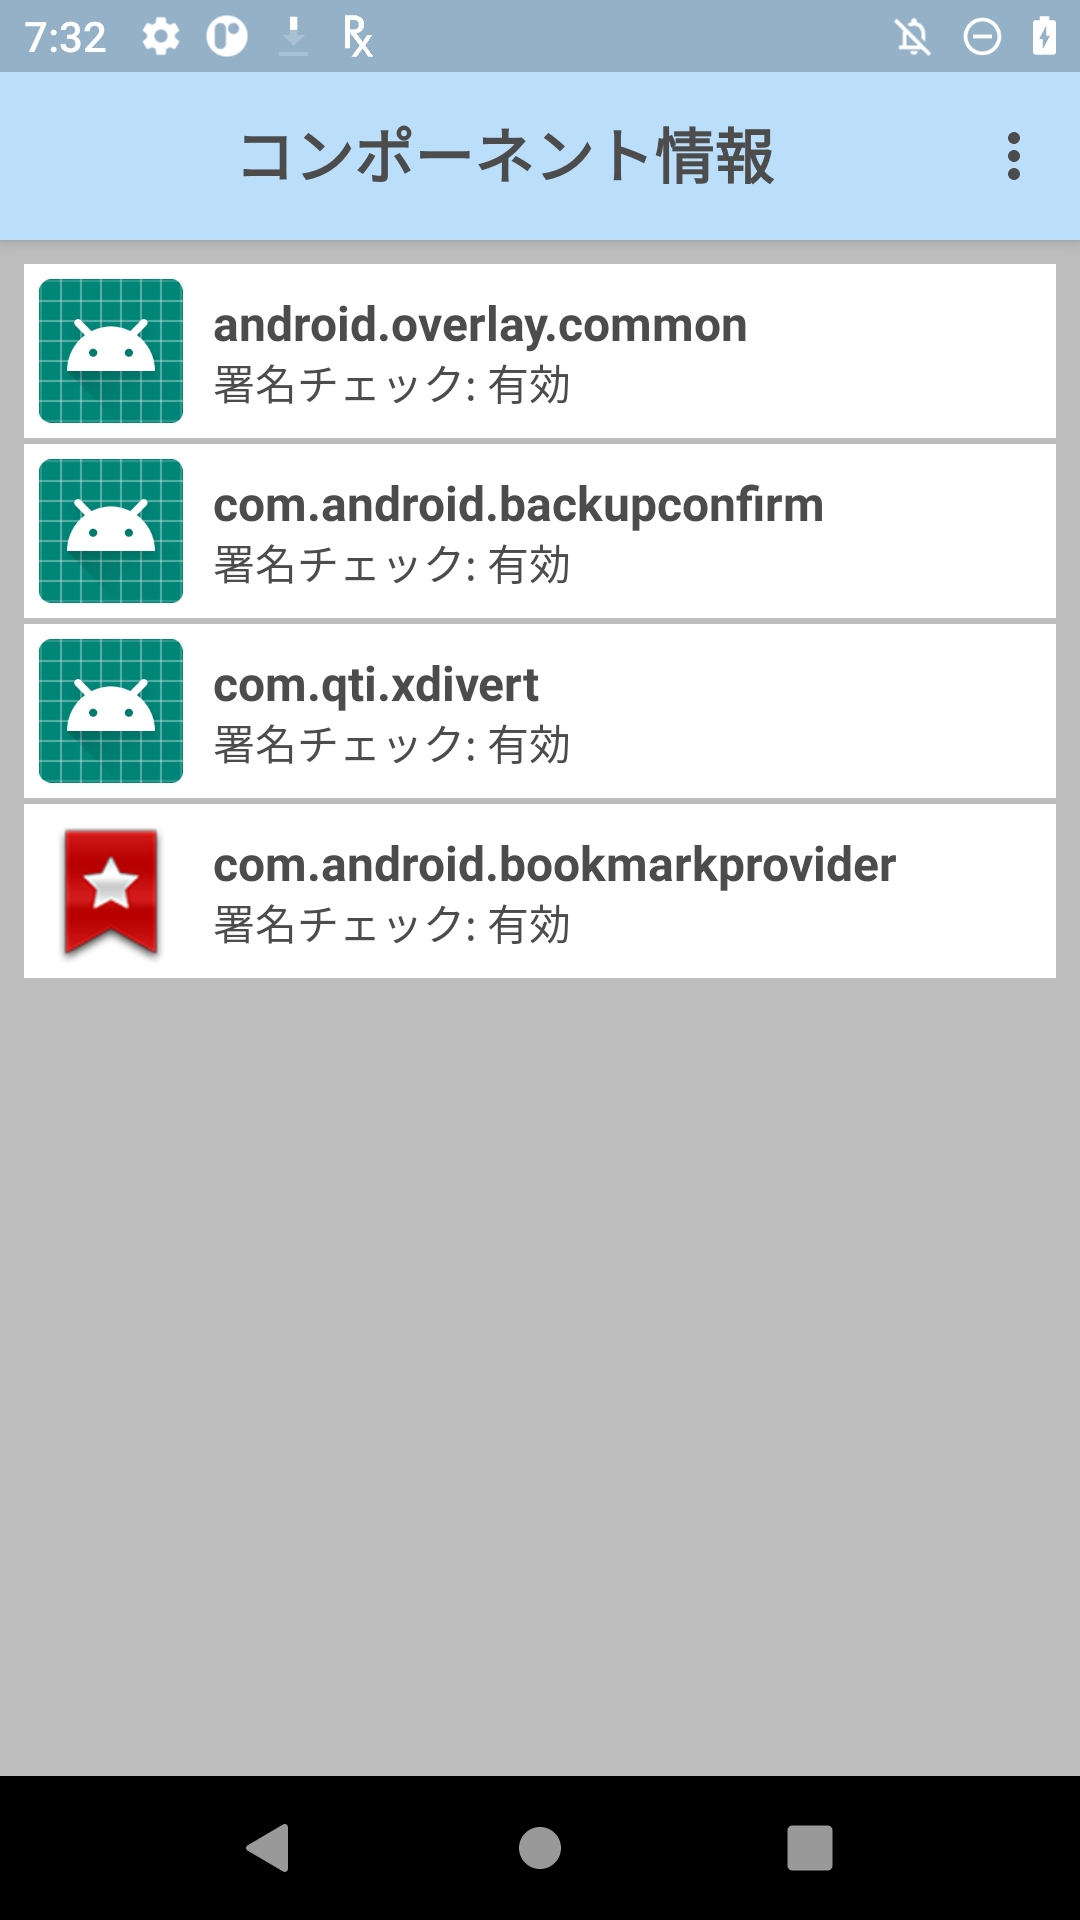 7:32
コンポーネント情報
android.overlay.common
署名チェック: 有効
com.android.backupconfirm
署名チェック: 有効
com.qti.xdivert
署名チェック: 有効
com.android.bookmarkprovider
署名チェック: 有効